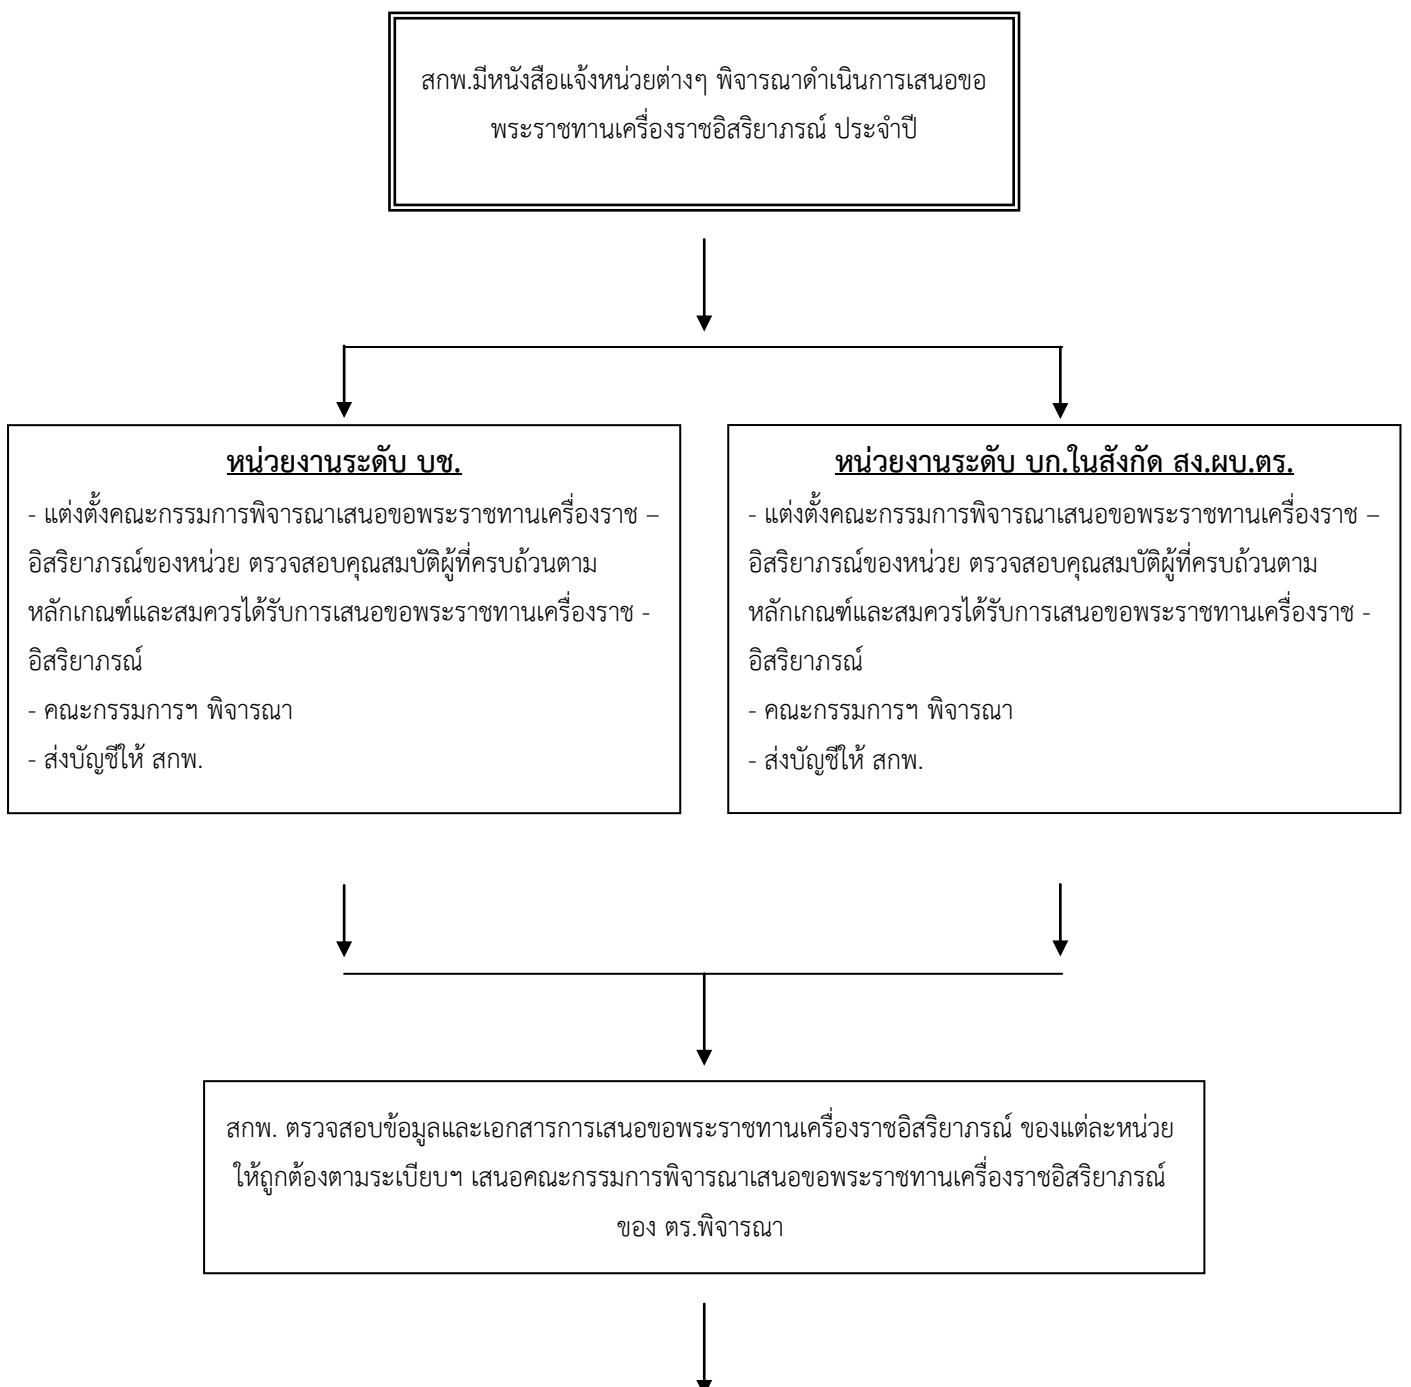 สกพ.มีหนังสือแจ้งหน่วยต่างๆ พิจารณาดำเนินการเสนอขอ
พระราชทานเครื่องราชอิสริยาภรณ์ ประจำปี
หน่วยงานระดับ บช.
- แต่งตั้งคณะกรรมการพิจารณาเสนอขอพระราชทานเครื่องราช –
อิสริยาภรณ์ของหน่วย ตรวจสอบคุณสมบัติผู้ที่ครบถ้วนตาม
หลักเกณฑ์และสมควรได้รับการเสนอขอพระราชทานเครื่องราช -
อิสริยาภรณ์
- คณะกรรมการฯ พิจารณา
- ส่งบัญชีให้ สกพ.
หน่วยงานระดับ บก.ในสังกัด สง.ผบ.ตร.
- แต่งตั้งคณะกรรมการพิจารณาเสนอขอพระราชทานเครื่องราช –
อิสริยาภรณ์ของหน่วย ตรวจสอบคุณสมบัติผู้ที่ครบถ้วนตาม
หลักเกณฑ์และสมควรได้รับการเสนอขอพระราชทานเครื่องราช -
อิสริยาภรณ์
- คณะกรรมการฯ พิจารณา
- ส่งบัญชีให้ สกพ.
สกพ. ตรวจสอบข้อมูลและเอกสารการเสนอขอพระราชทานเครื่องราชอิสริยาภรณ์ ของแต่ละหน่วย
ให้ถูกต้องตามระเบียบฯ เสนอคณะกรรมการพิจารณาเสนอขอพระราชทานเครื่องราชอิสริยาภรณ์
ของ ตร.พิจารณา